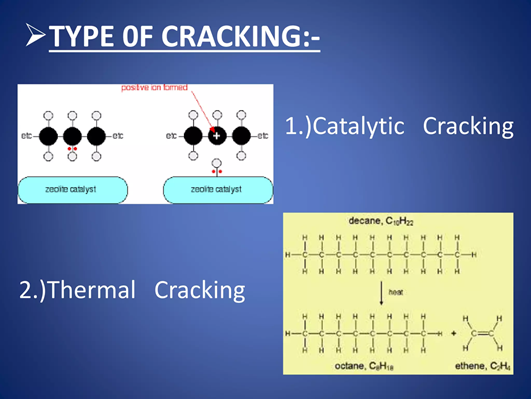 ➢TYPE 0F CRACKING:-
positive ion formed
etc etc etc etc
+
zeolite catalyst zeolite catalyst
1.)Catalytic Cracking
2.)Thermal Cracking
decane, C₁₀H₂₂
H H H H H H H H H H
H—C—C—C—C—C—C—C—C—C—C—H
H H H H H H H H H H
heat
H H H H H H H H H H
H—C—C—C—C—C—C—C—C—H + C=C
H H H H H H H H H H
octane, C₈H₁₈ ethene, C₂H₄